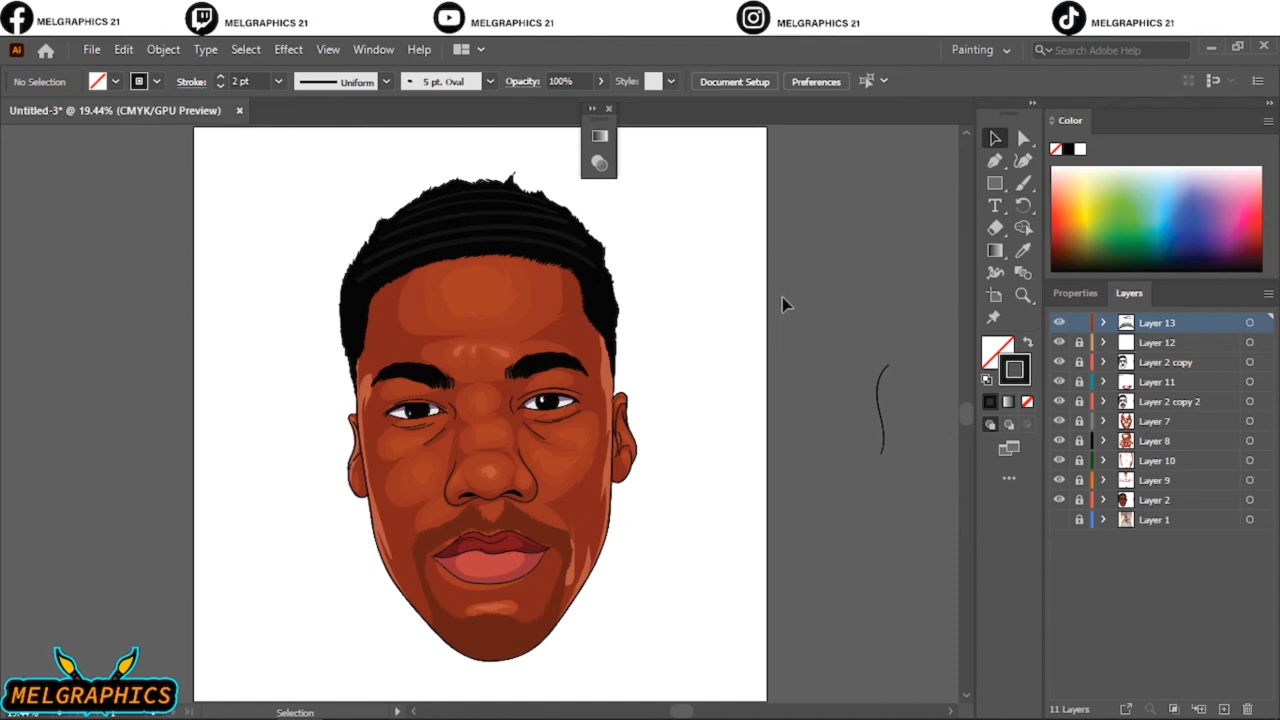 MELGRAPHICS 21 MELGRAPHICS 21 MELGRAPHICS 21 MELGRAPHICS 21 MELGRAPHICS 21
Ai File Edit Object Type Select Effect View Window Help Painting Search Adobe Help
No Selection Stroke: 2 pt Uniform 5 pt. Oval Opacity: 100% Style: Document Setup Preferences
Untitled-3* @ 19.44% (CMYK/GPU Preview)
Color
Properties Layers
Layer 13
Layer 12
Layer 2 copy
Layer 11
Layer 2 copy 2
Layer 7
Layer 8
Layer 10
Layer 9
Layer 2
Layer 1
MELGRAPHICS
Selection
11 Layers